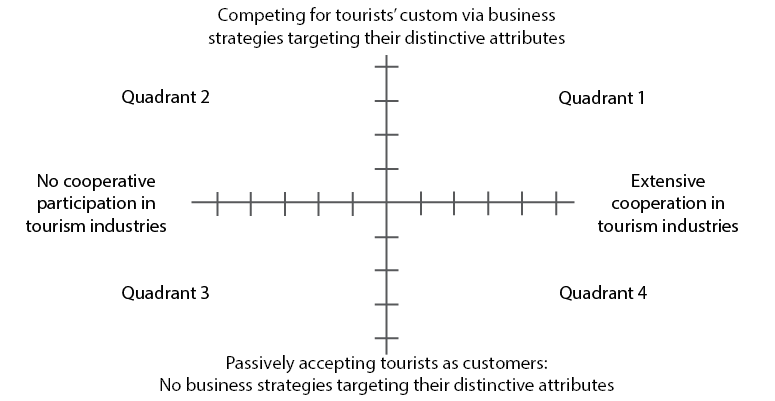 Competing for tourists’ custom via business
strategies targeting their distinctive attributes
Quadrant 2
Quadrant 1
No cooperative
participation in
tourism industries
Extensive
cooperation in
tourism industries
Quadrant 3
Quadrant 4
Passively accepting tourists as customers:
No business strategies targeting their distinctive attributes